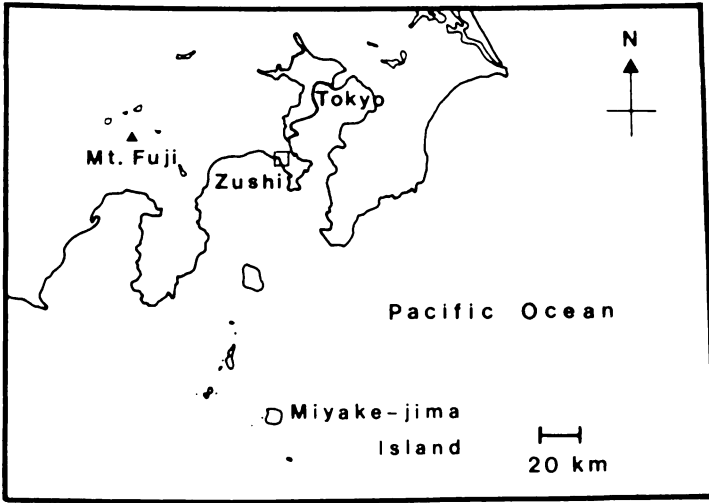 N
Tokyo
Mt. Fuji
Zushi
Pacific Ocean
Miyake-jima
Island
20 km